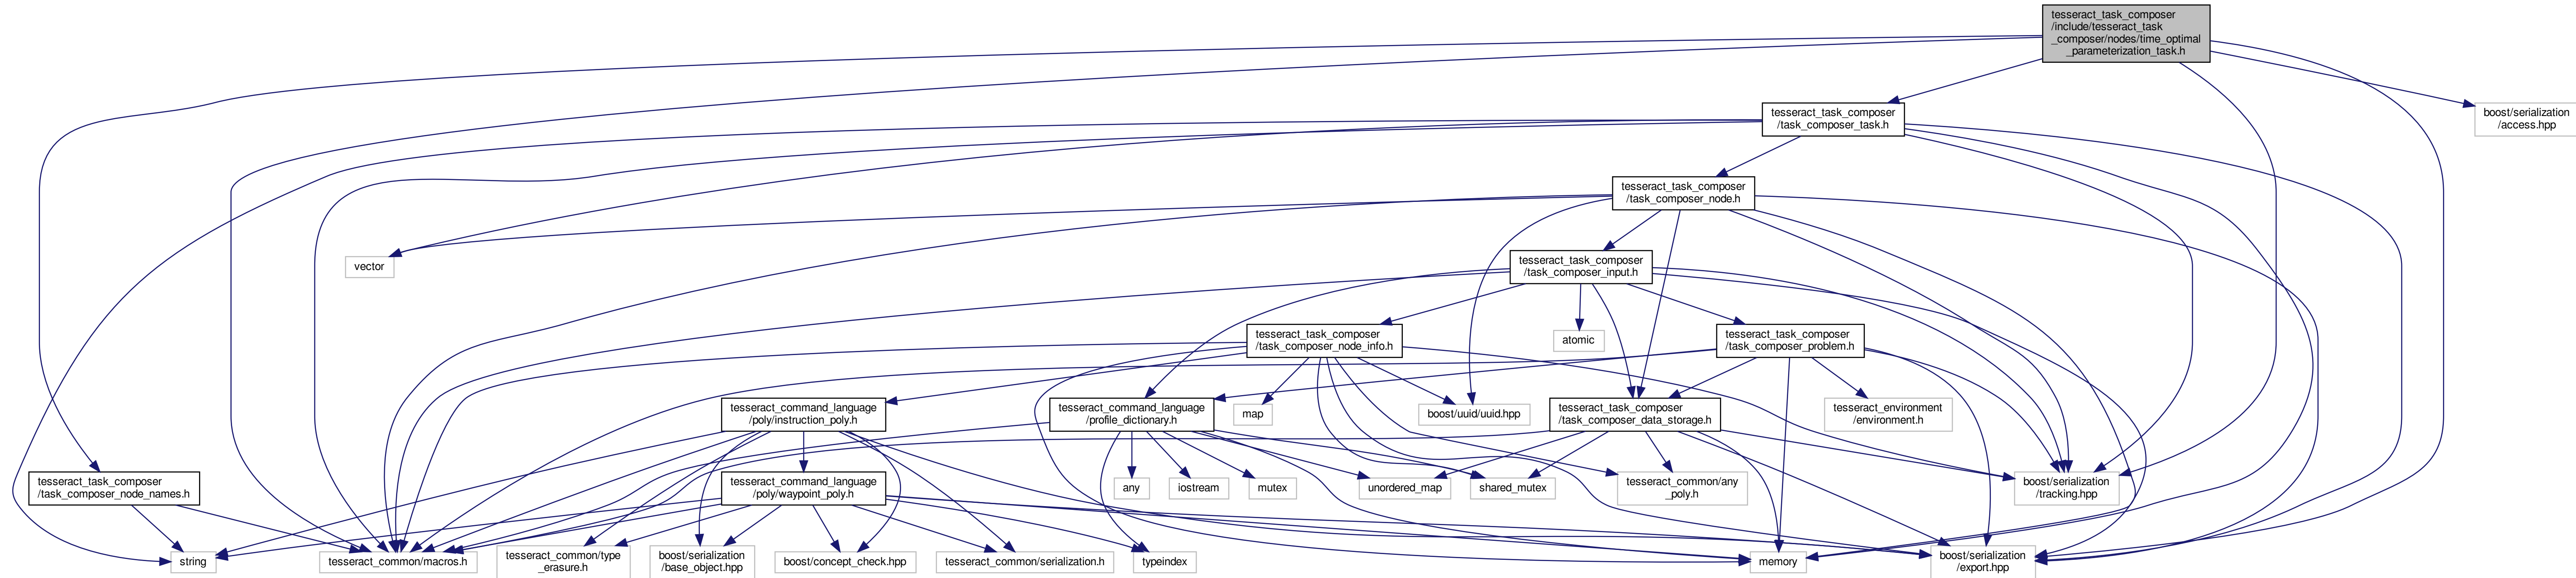 tesseract_task_composer
/include/tesseract_task
_composer/nodes/time_optimal
_parameterization_task.h
tesseract_task_composer
/task_composer_task.h
boost/serialization
/access.hpp
tesseract_task_composer
/task_composer_node.h
vector
tesseract_task_composer
/task_composer_input.h
tesseract_task_composer
/task_composer_node_info.h
atomic
tesseract_task_composer
/task_composer_problem.h
tesseract_command_language
/poly/instruction_poly.h
tesseract_command_language
/profile_dictionary.h
map
boost/uuid/uuid.hpp
tesseract_task_composer
/task_composer_data_storage.h
tesseract_environment
/environment.h
tesseract_task_composer
/task_composer_node_names.h
tesseract_command_language
/poly/waypoint_poly.h
any
iostream
mutex
unordered_map
shared_mutex
tesseract_common/any
_poly.h
boost/serialization
/tracking.hpp
string
tesseract_common/macros.h
tesseract_common/type
_erasure.h
boost/serialization
/base_object.hpp
boost/concept_check.hpp
tesseract_common/serialization.h
typeindex
memory
boost/serialization
/export.hpp